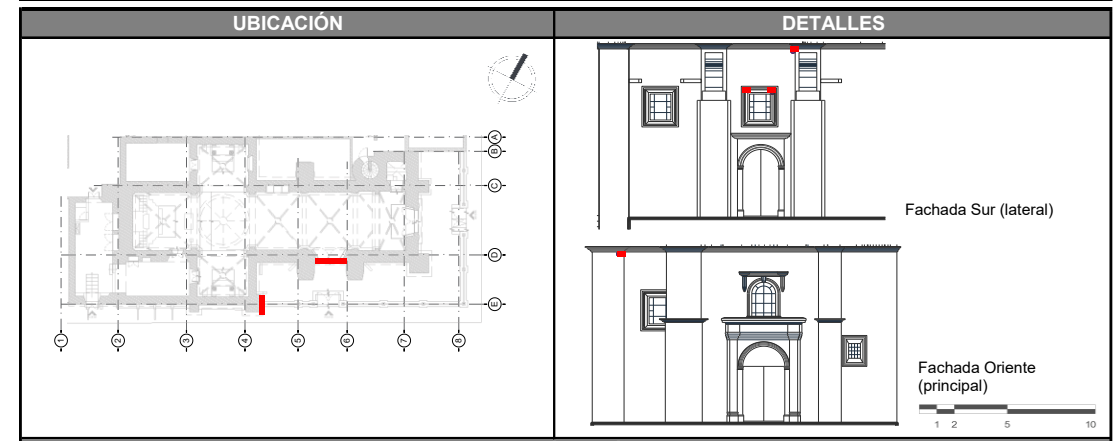 UBICACIÓN
DETALLES
A
B
C
D
E
1
2
3
4
5
6
7
8
Fachada Sur (lateral)
Fachada Oriente
(principal)
1 2 5 10